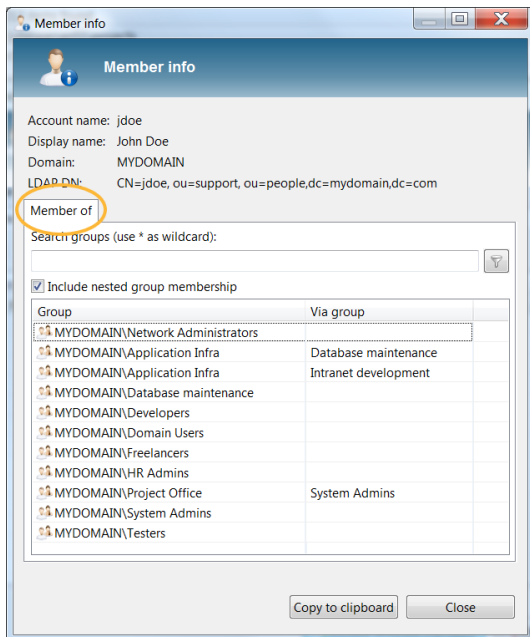 Member info
Member info
Account name: jdoe
Display name: John Doe
Domain: MYDOMAIN
LDAP DN: CN=jdoe, ou=support, ou=people,dc=mydomain,dc=com
Member of
Search groups (use * as wildcard):
Include nested group membership
Group Via group
MYDOMAIN\Network Administrators
MYDOMAIN\Application Infra Database maintenance
MYDOMAIN\Application Infra Intranet development
MYDOMAIN\Database maintenance
MYDOMAIN\Developers
MYDOMAIN\Domain Users
MYDOMAIN\Freelancers
MYDOMAIN\HR Admins
MYDOMAIN\Project Office System Admins
MYDOMAIN\System Admins
MYDOMAIN\Testers
Copy to clipboard Close